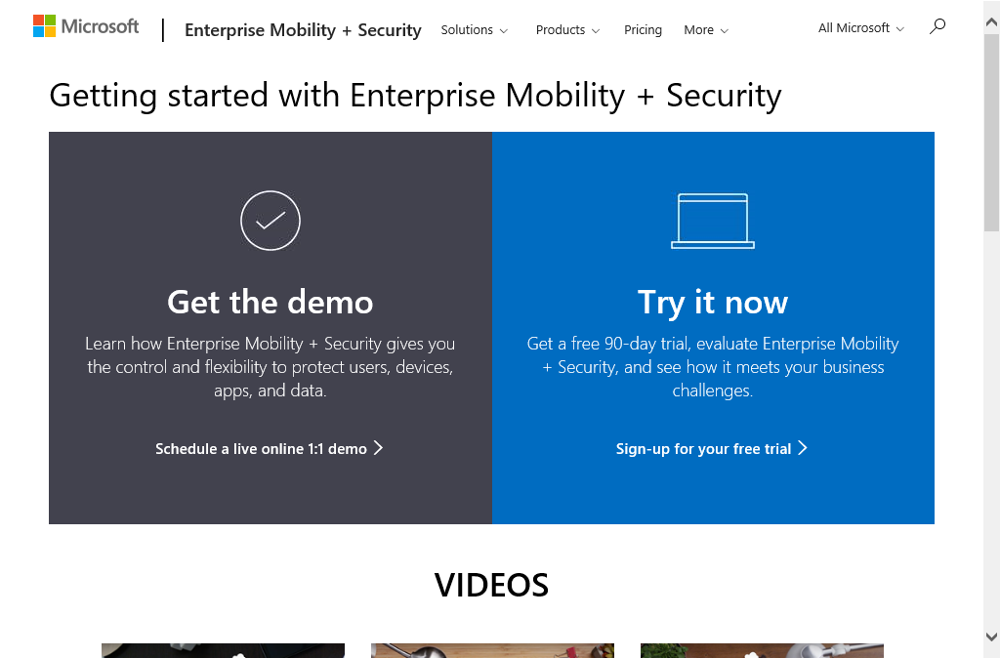 Microsoft
Enterprise Mobility + Security
Solutions
Products
Pricing
More
All Microsoft
Getting started with Enterprise Mobility + Security
Get the demo
Learn how Enterprise Mobility + Security gives you
the control and flexibility to protect users, devices,
apps, and data.
Schedule a live online 1:1 demo
Try it now
Get a free 90-day trial, evaluate Enterprise Mobility
+ Security, and see how it meets your business
challenges.
Sign-up for your free trial
VIDEOS